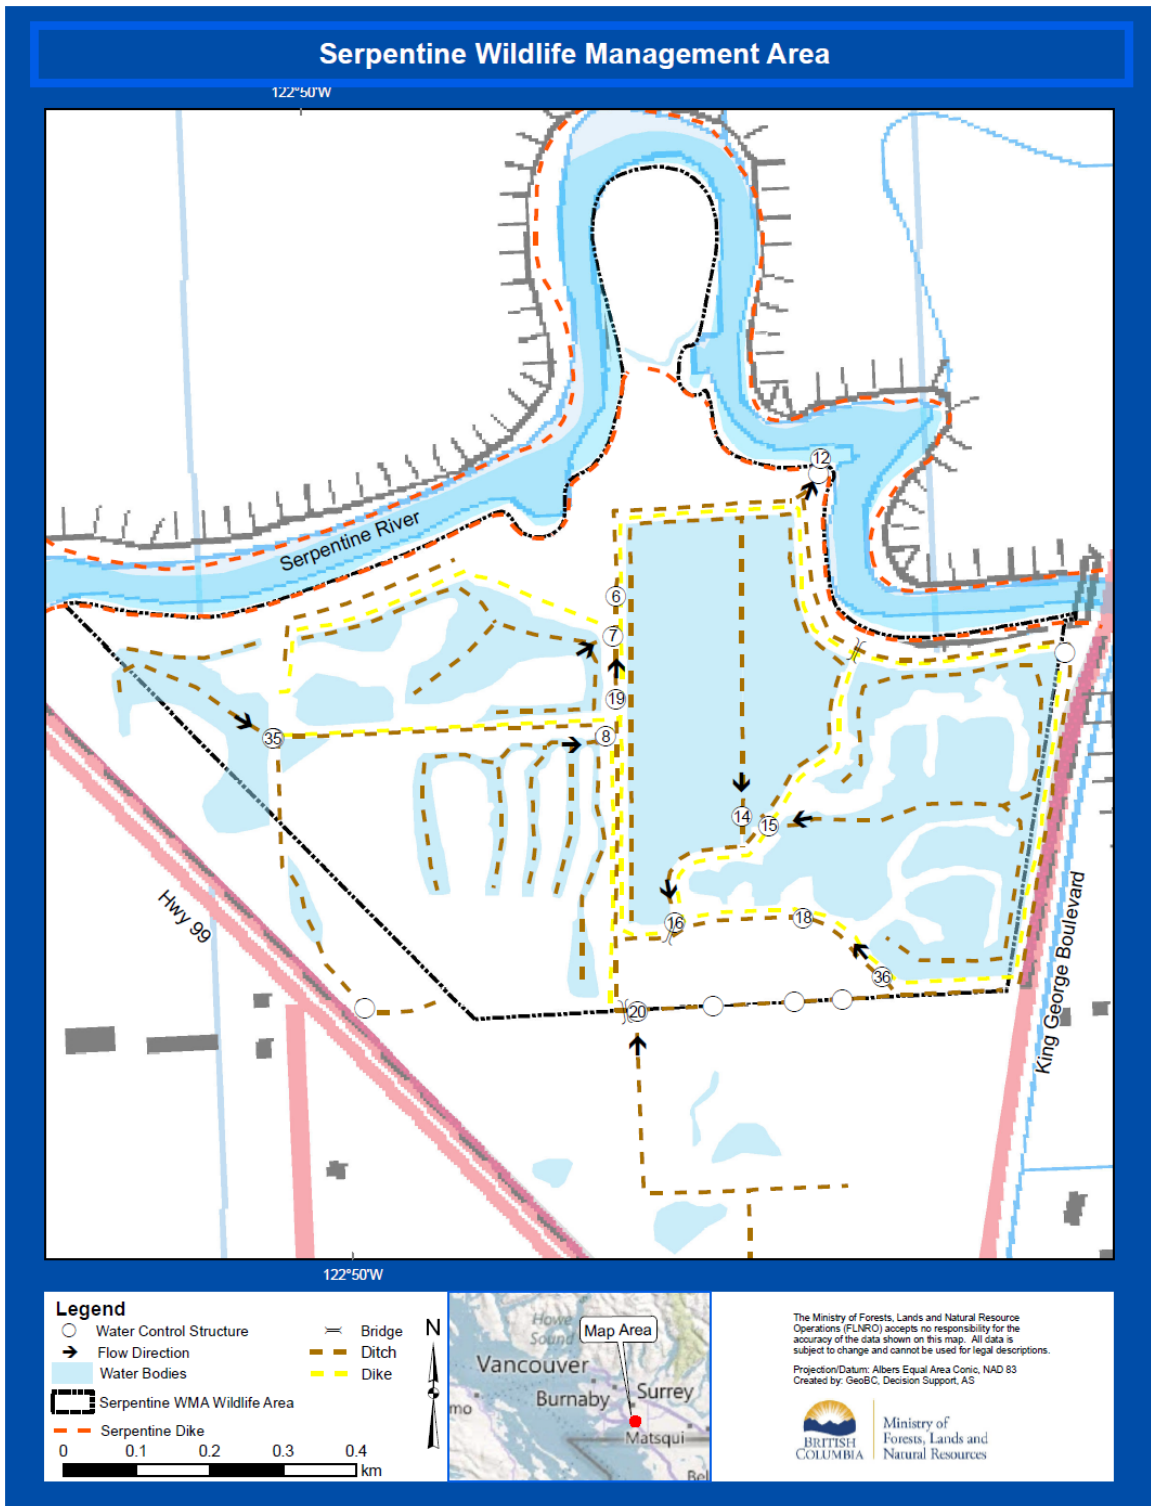 Serpentine Wildlife Management Area
122°50'W
12
Serpentine River
6
7
19
35
8
14
15
16
18
36
20
Hwy 99
King George Boulevard
122°50'W
Legend
Water Control Structure
Flow Direction
Water Bodies
Serpentine WMA Wildlife Area
Serpentine Dike
Bridge
Ditch
Dike
0 0.1 0.2 0.3 0.4
km
N
Howe
Sound
Map Area
Vancouver
Burnaby
Surrey
mo
Matsqui
Bel
The Ministry of Forests, Lands and Natural Resource
Operations (FLNRO) accepts no responsibility for the
accuracy of the data shown on this map. All data is
subject to change and cannot be used for legal descriptions.
Projection/Datum: Albers Equal Area Conic, NAD 83
Created by: GeoBC, Decision Support, AS
BRITISH
COLUMBIA
Ministry of
Forests, Lands and
Natural Resources